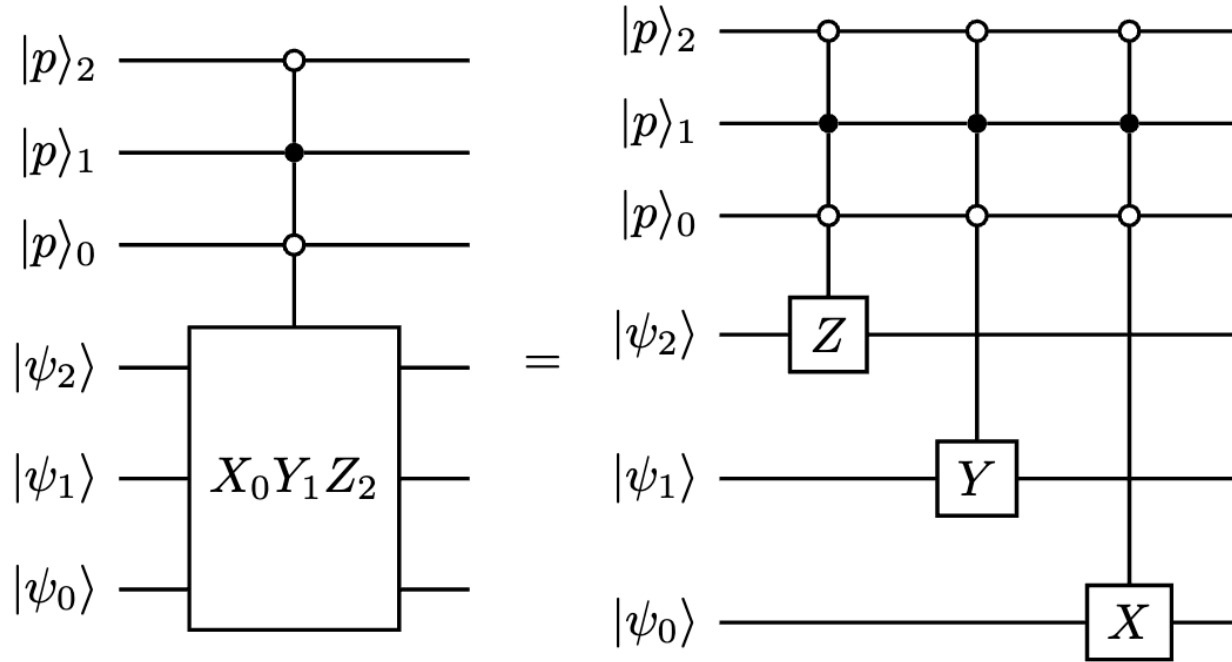 |p⟩₂
|p⟩₁
|p⟩₀
|ψ₂⟩
|ψ₁⟩
|ψ₀⟩
X₀Y₁Z₂
=
|p⟩₂
|p⟩₁
|p⟩₀
|ψ₂⟩ Z
|ψ₁⟩ Y
|ψ₀⟩ X